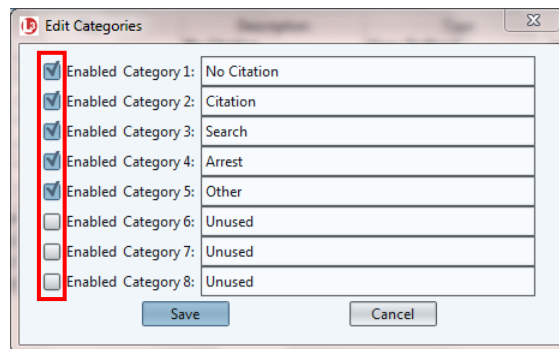 Edit Categories
Enabled Category 1: No Citation
Enabled Category 2: Citation
Enabled Category 3: Search
Enabled Category 4: Arrest
Enabled Category 5: Other
Enabled Category 6: Unused
Enabled Category 7: Unused
Enabled Category 8: Unused
Save Cancel